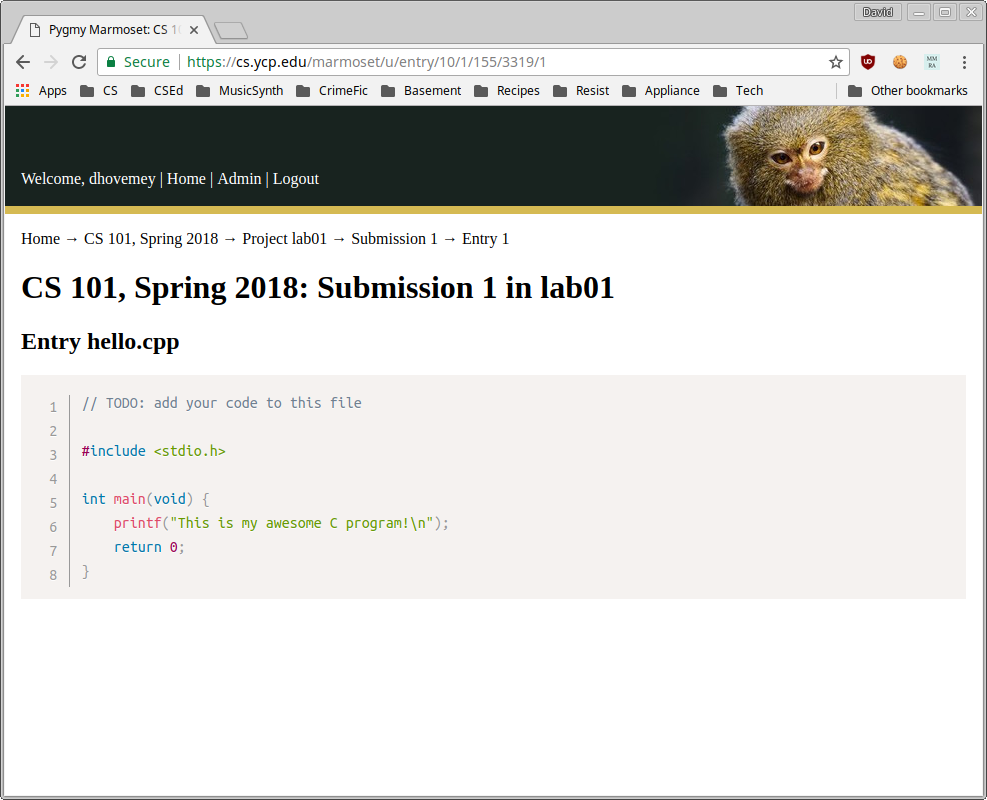 David
Pygmy Marmoset: CS 10
Secure https://cs.ycp.edu/marmoset/u/entry/10/1/155/3319/1
Apps CS CSEd MusicSynth CrimeFic Basement Recipes Resist Appliance Tech Other bookmarks
Welcome, dhovemey | Home | Admin | Logout
Home → CS 101, Spring 2018 → Project lab01 → Submission 1 → Entry 1
CS 101, Spring 2018: Submission 1 in lab01
Entry hello.cpp
1 // TODO: add your code to this file
2
3 #include <stdio.h>
4
5 int main(void) {
6     printf("This is my awesome C program!\n");
7     return 0;
8 }